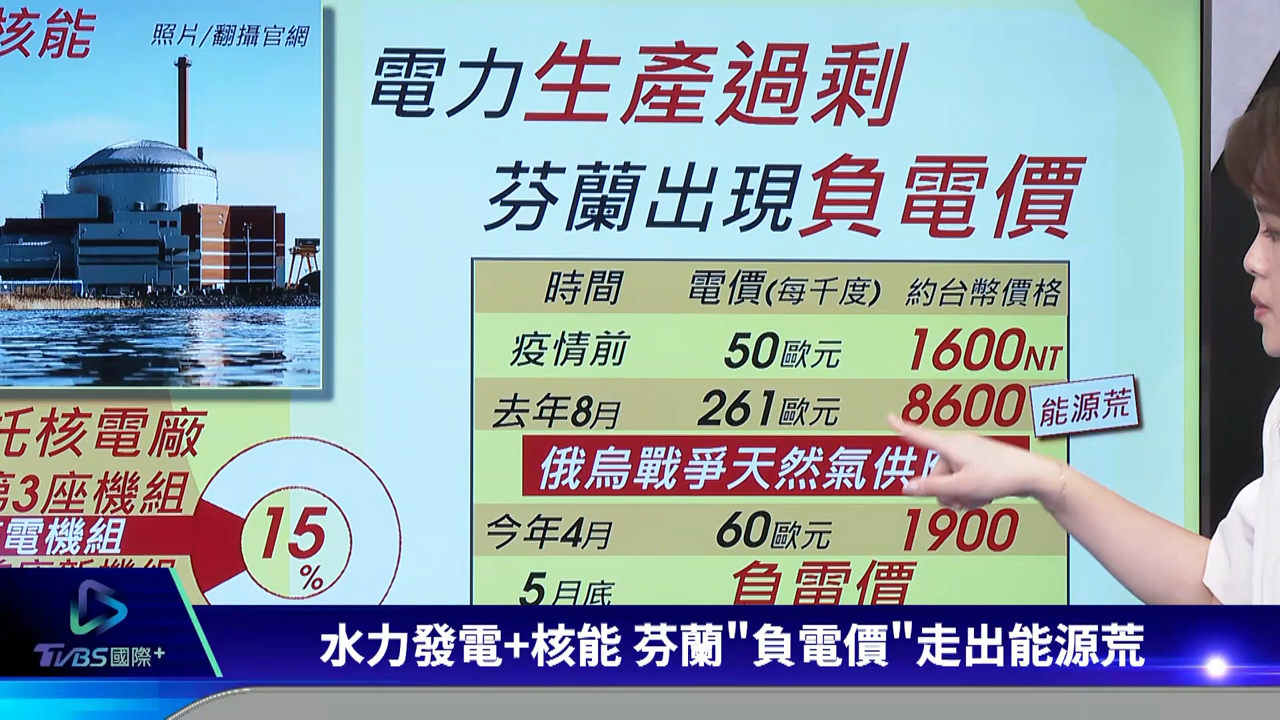 核能
照片/翻攝官網
電力生產過剩
芬蘭出現負電價
時間 電價(每千度) 約台幣價格
疫情前 50歐元 1600NT
去年8月 261歐元 8600 能源荒
俄烏戰爭天然氣供
今年4月 60歐元 1900
5月底 負電價
托核電廠
第3座機組
電機組
15%
TVBS國際+
水力發電+核能 芬蘭"負電價"走出能源荒